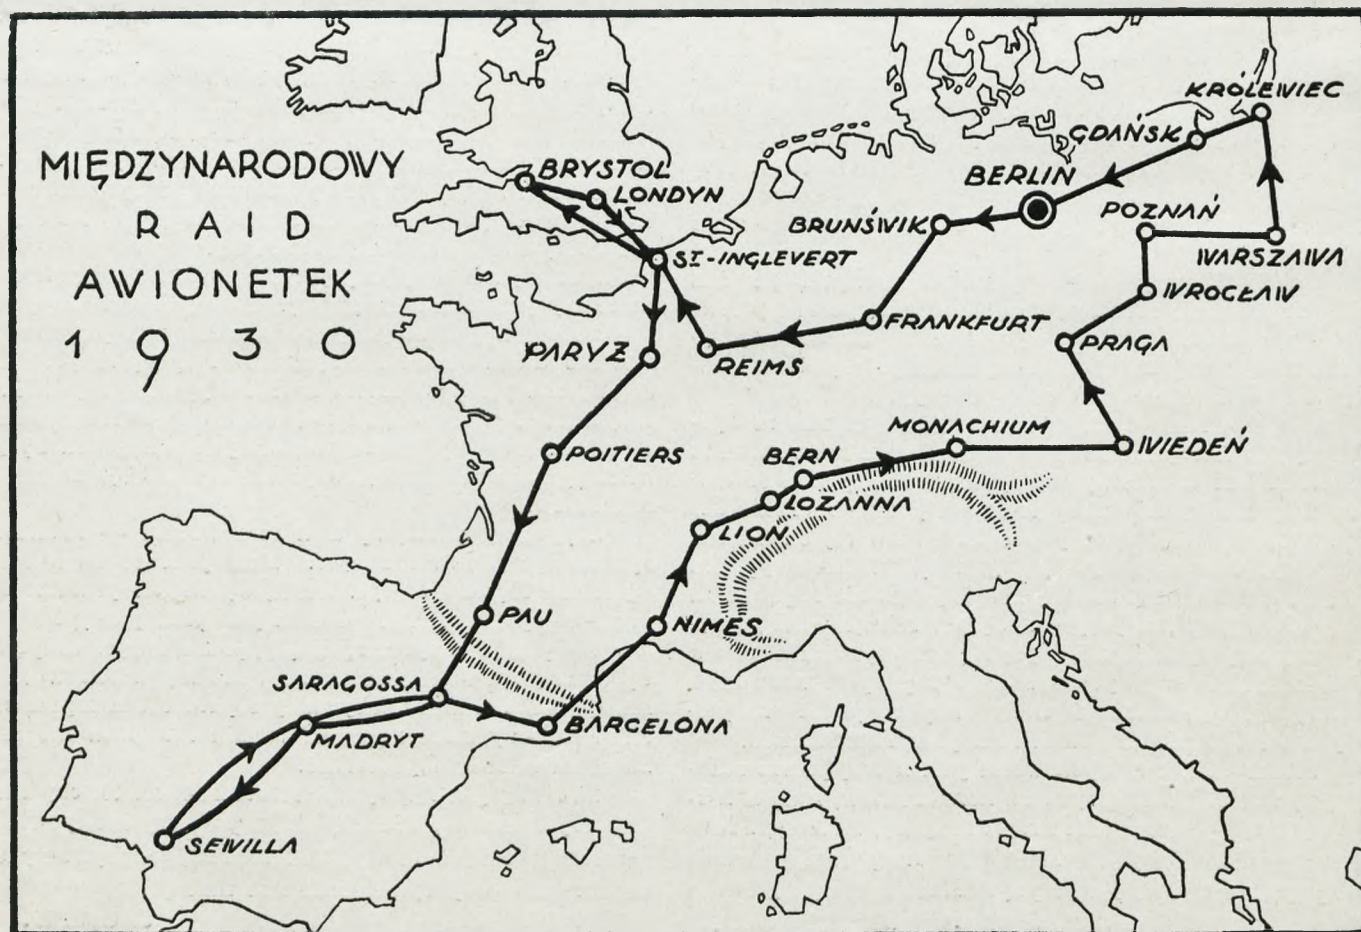 MIĘDZYNARODOWY
RAID
AWIONETEK
1930
KRÓLEWIEC
GDAŃSK
BERLIN
BRYSTOL
LONDYN
BRUNŚWIK
POZNAŃ
WARSZAWA
ST-INGLEVERT
WROCŁAW
FRANKFURT
PRAGA
PARYŻ
REIMS
MONACHIUM
WIEDEŃ
POITIERS
BERN
LOZANNA
LION
PAU
NIMES
SARAGOSSA
BARCELONA
MADRYT
SEWILLA